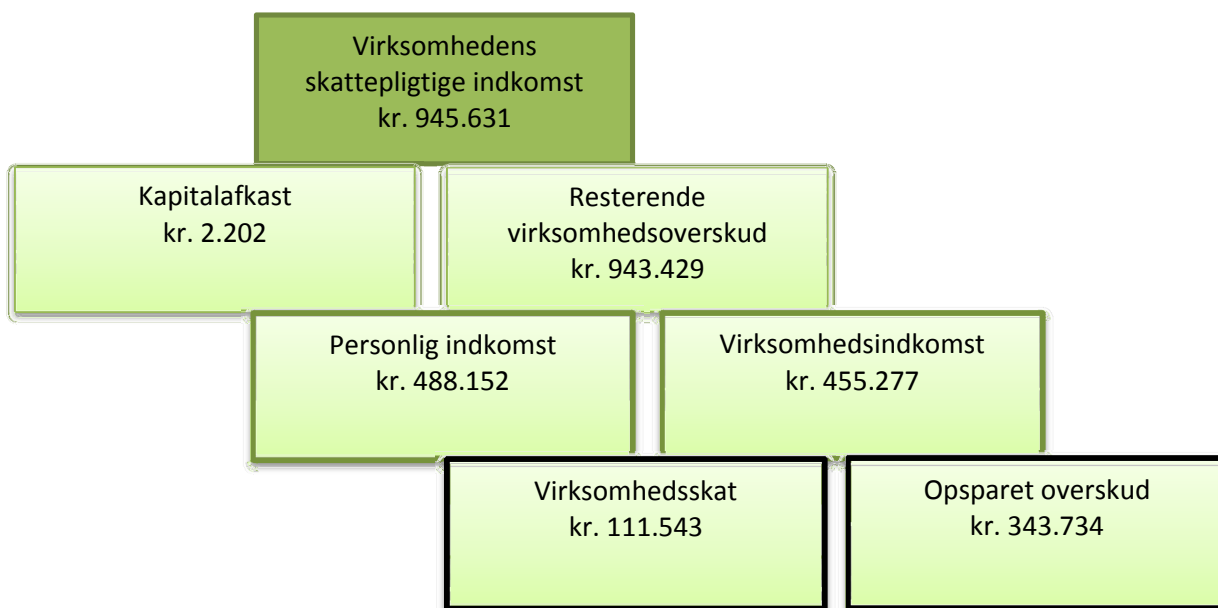 Virksomhedens
skattepligtige indkomst
kr. 945.631
Kapitalafkast
kr. 2.202
Resterende
virksomhedsoverskud
kr. 943.429
Personlig indkomst
kr. 488.152
Virksomhedsindkomst
kr. 455.277
Virksomhedsskat
kr. 111.543
Opsparet overskud
kr. 343.734